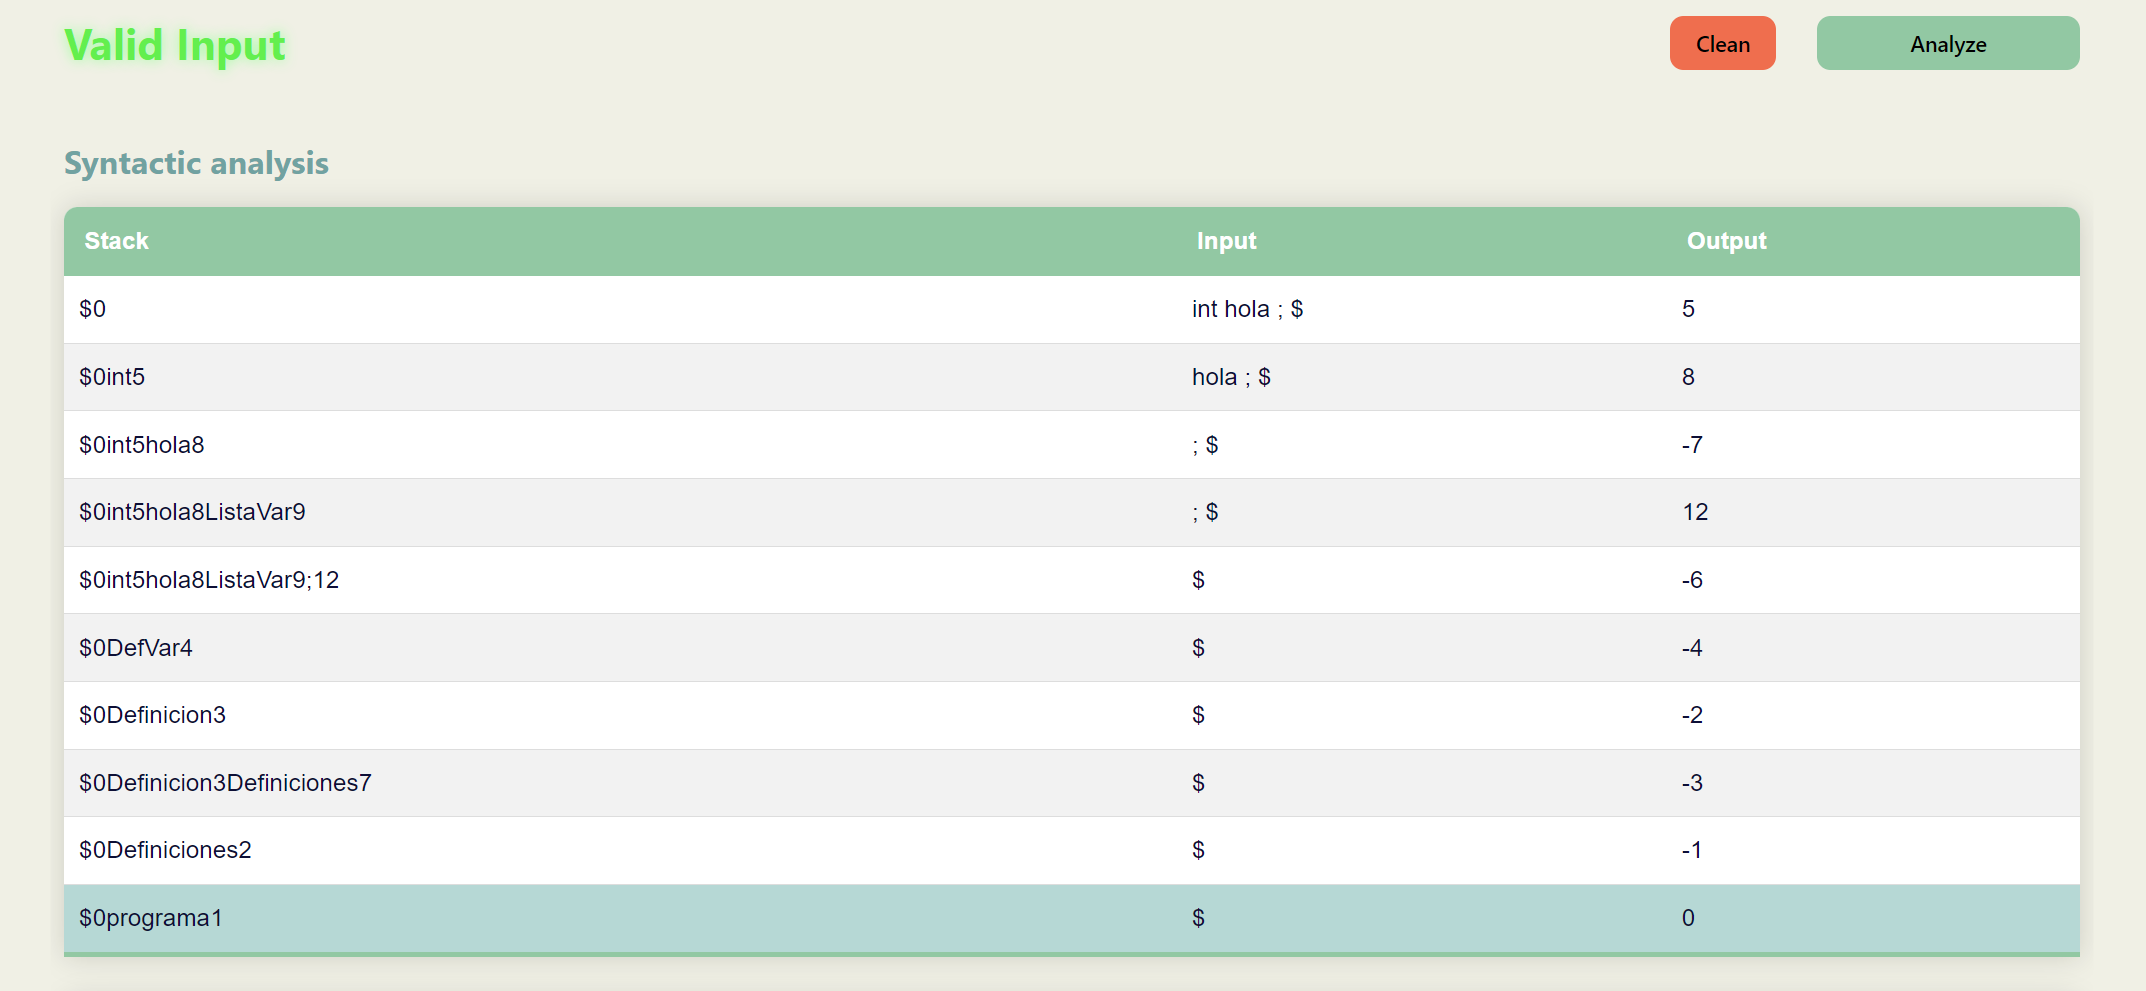 Valid Input Clean Analyze
Syntactic analysis
Stack Input Output
$0 int hola ; $ 5
$0int5 hola ; $ 8
$0int5hola8 ; $ -7
$0int5hola8ListaVar9 ; $ 12
$0int5hola8ListaVar9;12 $ -6
$0DefVar4 $ -4
$0Definicion3 $ -2
$0Definicion3Definiciones7 $ -3
$0Definiciones2 $ -1
$0programa1 $ 0